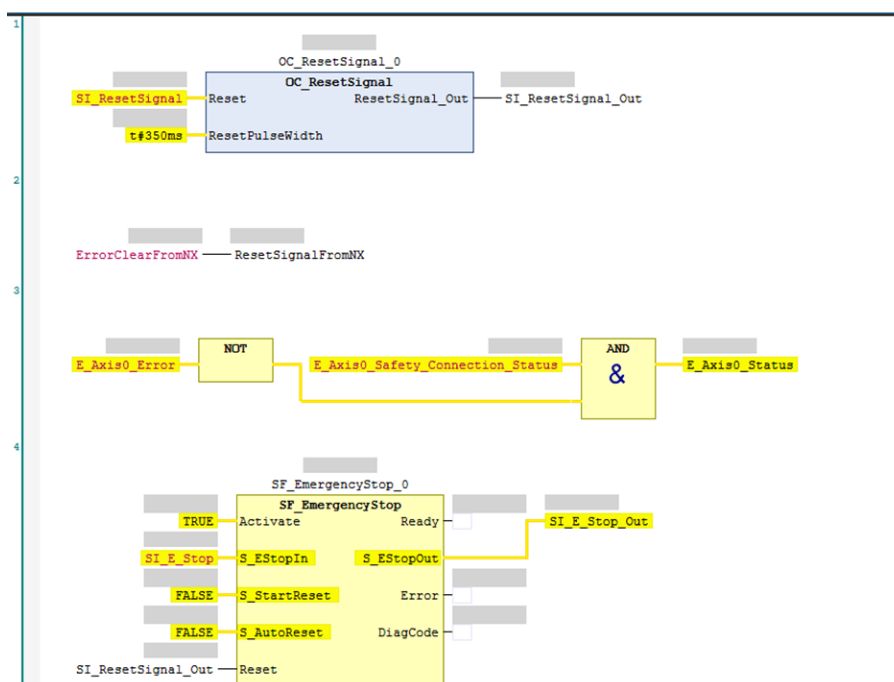 1
OC_ResetSignal_0
OC_ResetSignal
SI_ResetSignal Reset ResetSignal_Out SI_ResetSignal_Out
t#350ms ResetPulseWidth
2
ErrorClearFromNX ResetSignalFromNX
3
NOT AND
E_Axis0_Error E_Axis0_Safety_Connection_Status & E_Axis0_Status
4
SF_EmergencyStop_0
SF_EmergencyStop
TRUE Activate Ready SI_E_Stop_Out
SI_E_Stop S_EStopIn S_EStopOut
FALSE S_StartReset Error
FALSE S_AutoReset DiagCode
SI_ResetSignal_Out Reset